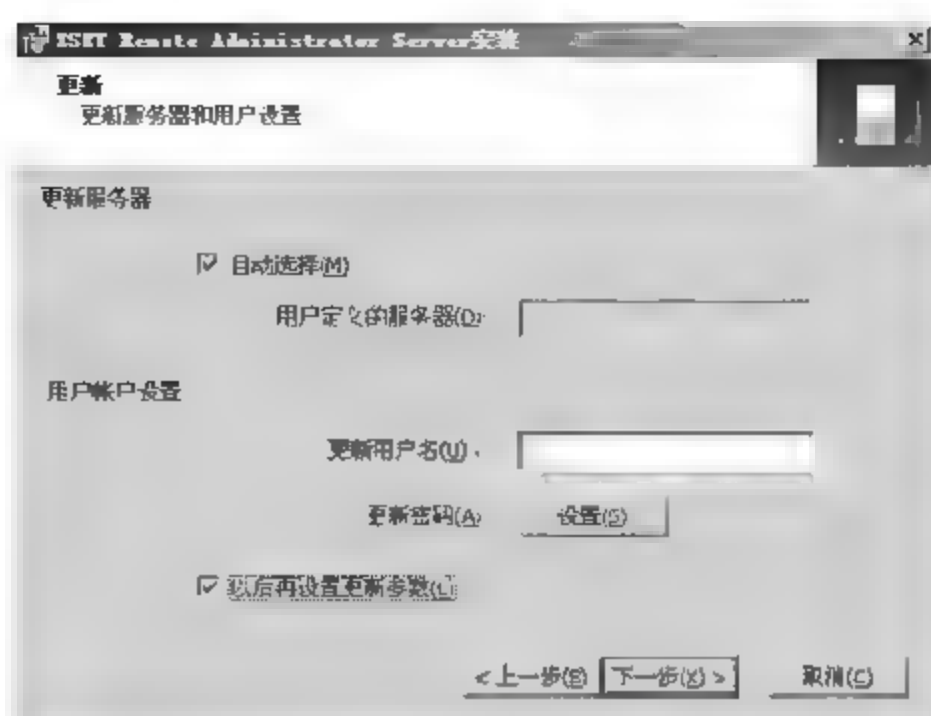 ESET Remote Administrator Server安装
更新
更新服务器和用户设置
更新服务器
自动选择(M)
用户定义的服务器(D):
用户帐户设置
更新用户名(U):
更新密码(A)
设置(S)
以后再设置更新参数(L)
<上一步(B) 下一步(X)> 取消(C)